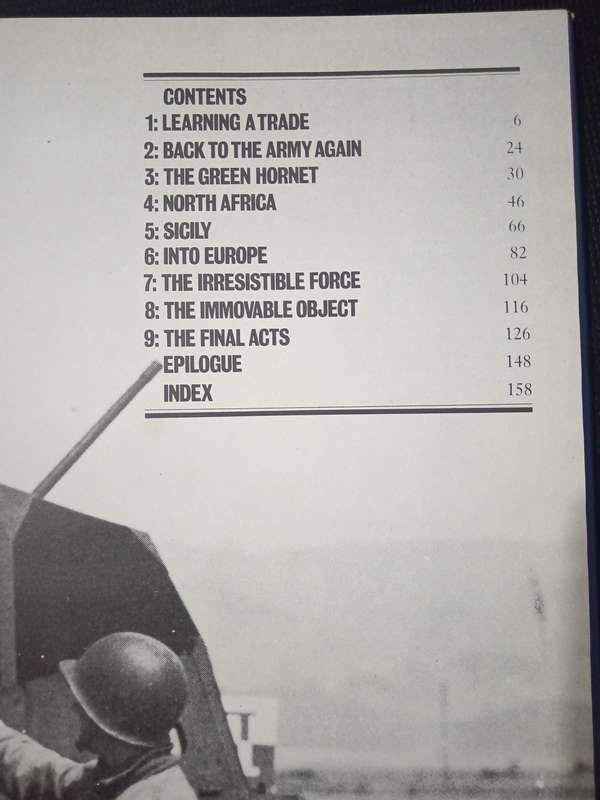 CONTENTS
1: LEARNING A TRADE 6
2: BACK TO THE ARMY AGAIN 24
3: THE GREEN HORNET 30
4: NORTH AFRICA 46
5: SICILY 66
6: INTO EUROPE 82
7: THE IRRESISTIBLE FORCE 104
8: THE IMMOVABLE OBJECT 116
9: THE FINAL ACTS 126
EPILOGUE 148
INDEX 158